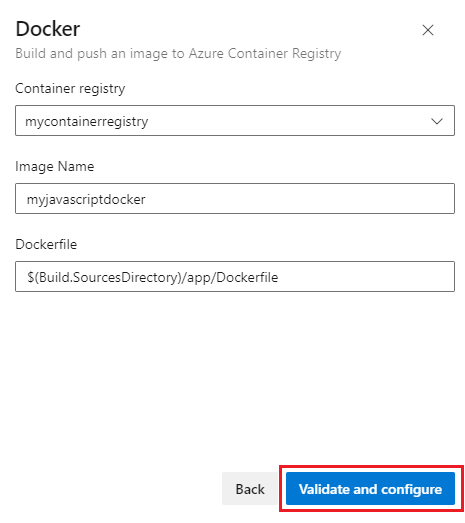 Docker
Build and push an image to Azure Container Registry
Container registry
mycontainerregistry
Image Name
myjavascriptdocker
Dockerfile
$(Build.SourcesDirectory)/app/Dockerfile
Back Validate and configure